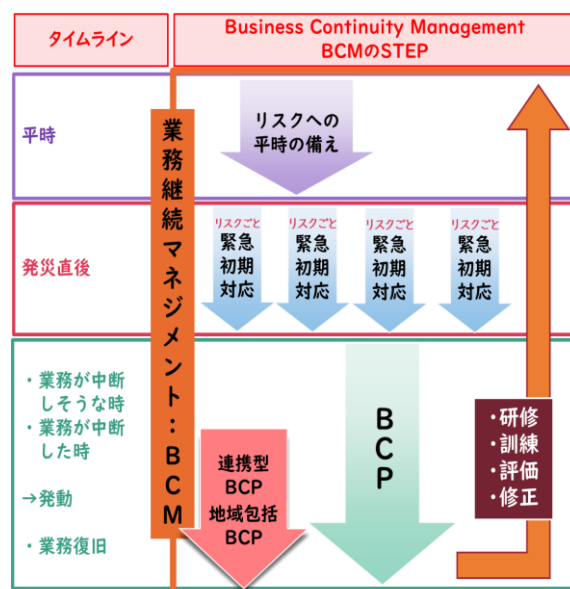 タイムライン
Business Continuity Management
BCMのSTEP
平時
リスクへの
平時の備え
業務継続マネジメント:BCM
発災直後
リスクごと
緊急
初期
対応
リスクごと
緊急
初期
対応
リスクごと
緊急
初期
対応
リスクごと
緊急
初期
対応
・業務が中断
しそうな時
・業務が中断
した時
→発動
・業務復旧
連携型
BCP
地域包括
BCP
BCP
・研修
・訓練
・評価
・修正